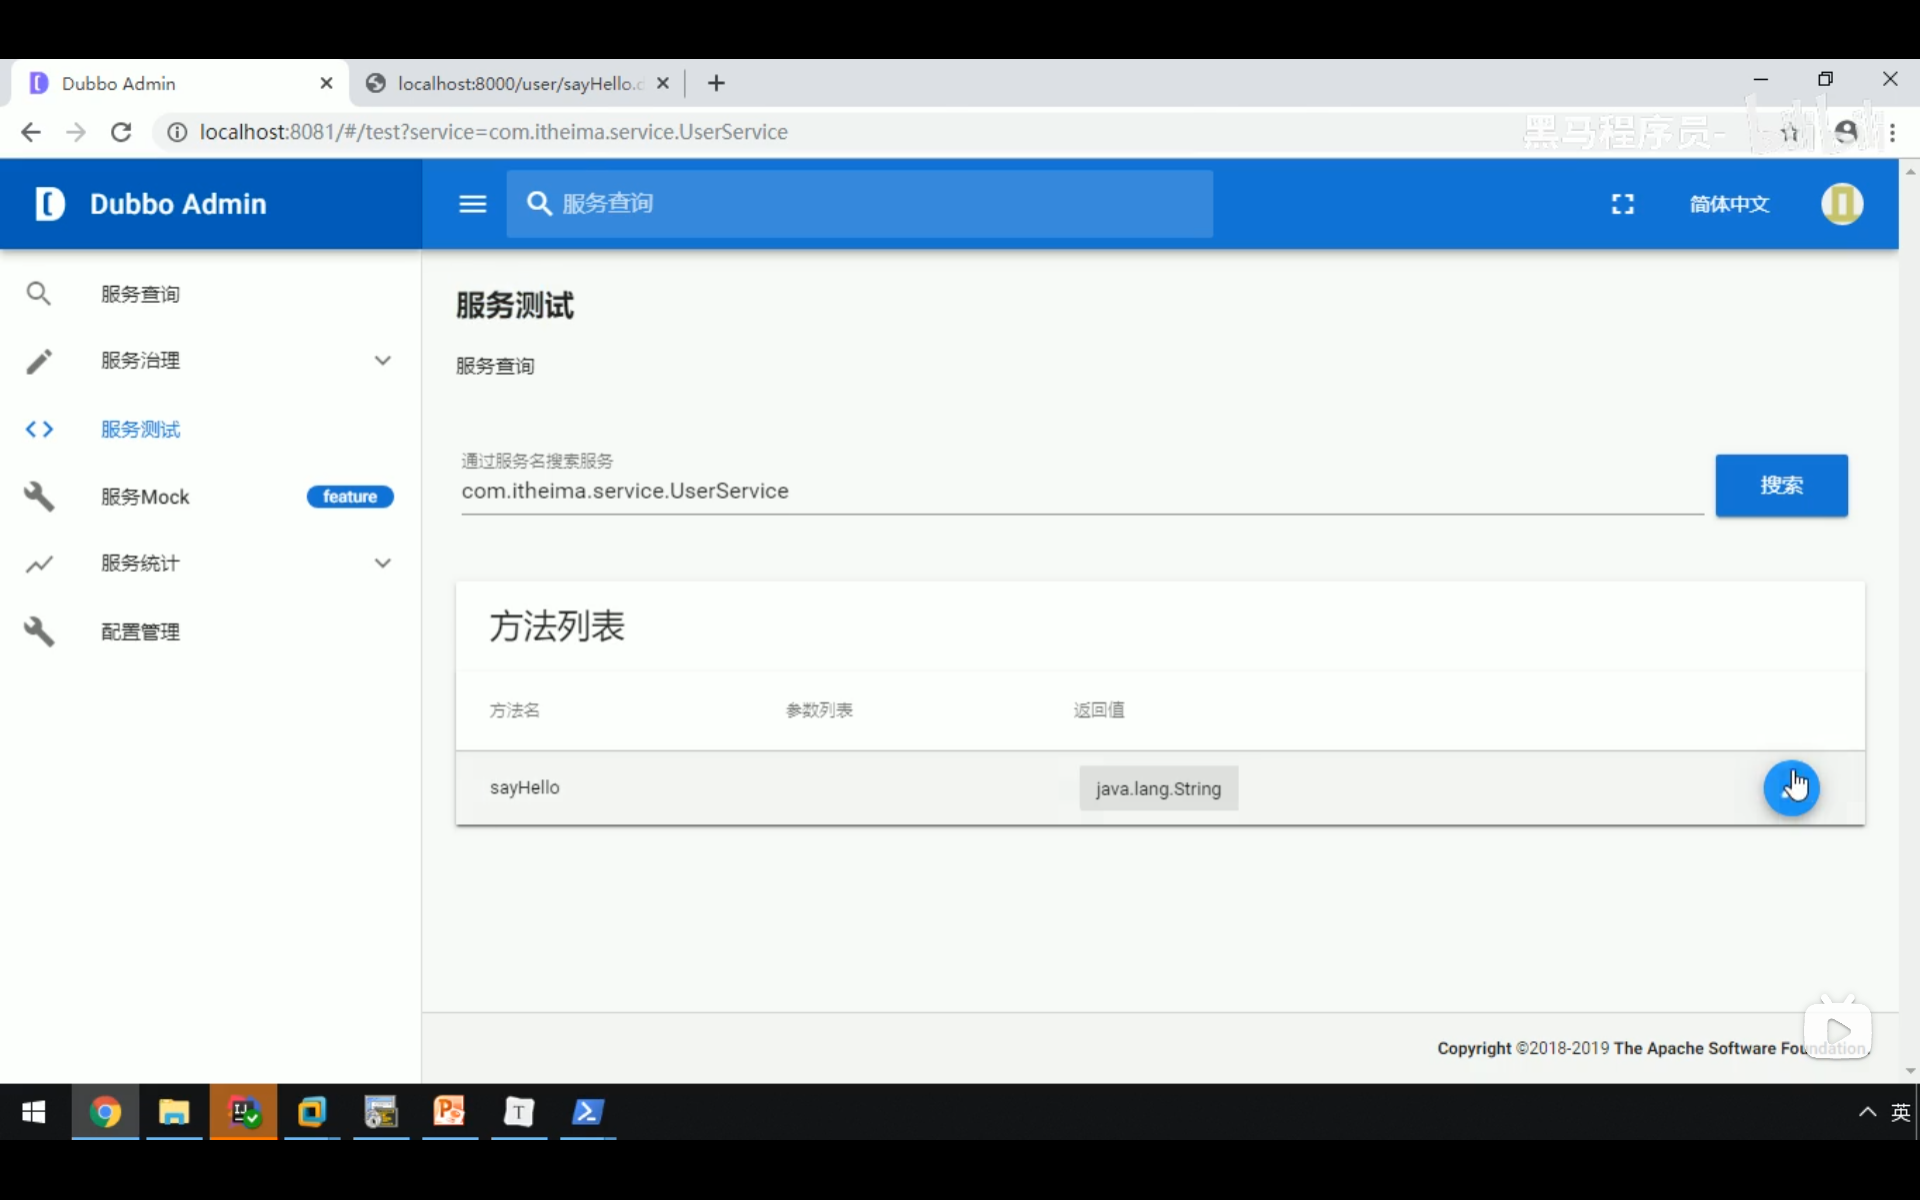 Dubbo Admin
localhost:8000/user/sayHello.
localhost:8081/#/test?service=com.itheima.service.UserService
黑马程序员-
bilibili
Dubbo Admin
服务查询
简体中文
服务查询
服务治理
服务测试
服务Mock
feature
服务统计
配置管理
服务测试
服务查询
通过服务名搜索服务
com.itheima.service.UserService
搜索
方法列表
方法名 参数列表 返回值
sayHello java.lang.String
Copyright ©2018-2019 The Apache Software Foundation.
英